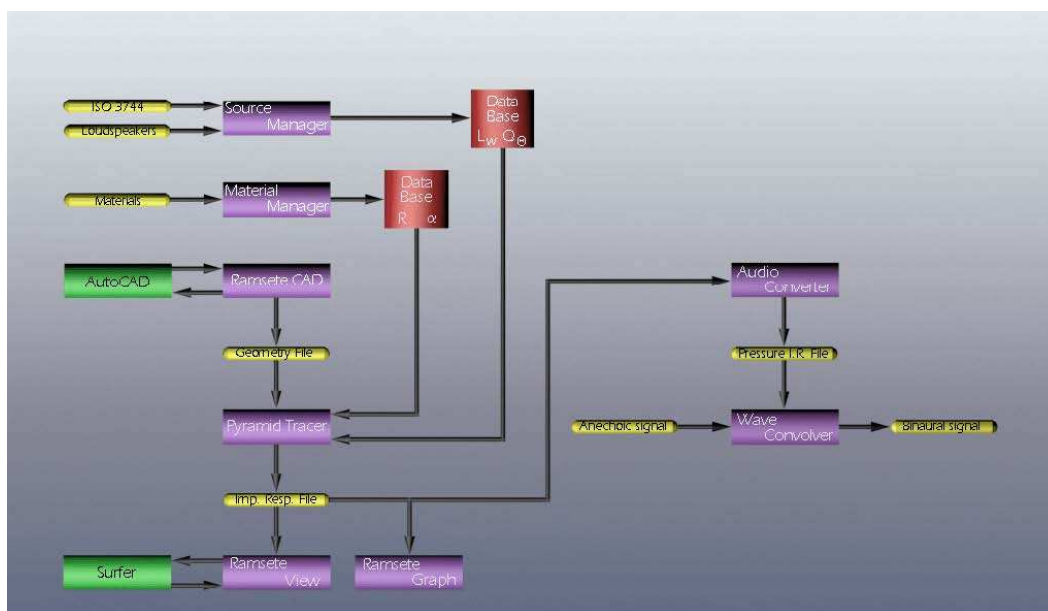 ISO 3744
Loudspeakers
Source
Manager
Data
Base
Lw QΘ
Materials
Material
Manager
Data
Base
R α
AutoCAD
Ramsete CAD
Audio
Converter
Geometry File
Pressure I.R. File
Pyramid Tracer
Anechoic signal
Wave
Convolver
Binaural signal
Imp. Resp. File
Surfer
Ramsete
View
Ramsete
Graph